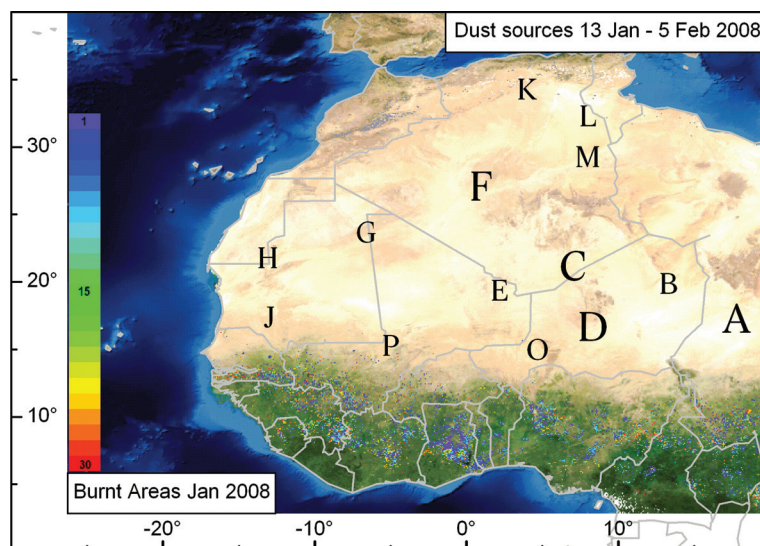 Dust sources 13 Jan - 5 Feb 2008
K
1
L
30°
M
F
G
H
C
E
B
20°
15
J
A
D
P
O
10°
30
Burnt Areas Jan 2008
-20° -10° 0° 10°